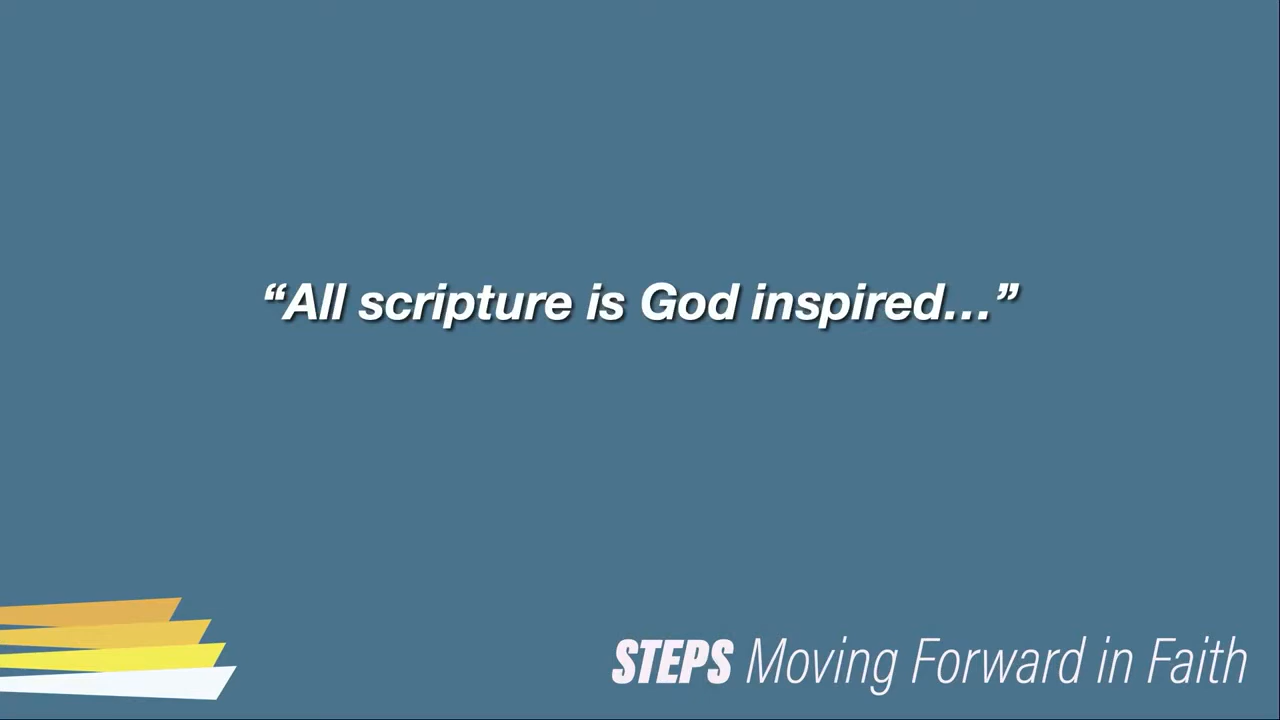 “All scripture is God inspired...”
STEPS Moving Forward in Faith